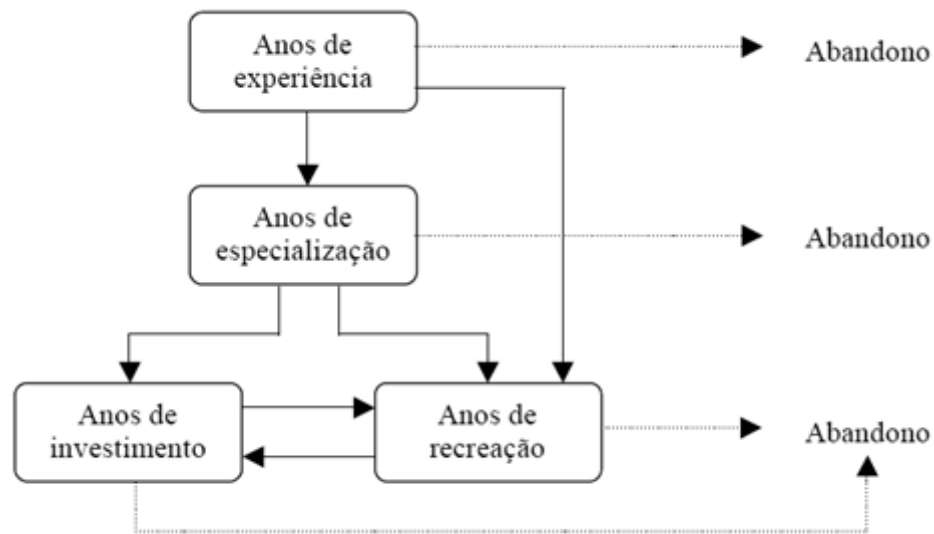 Anos de
experiência
Abandono
Anos de
especialização
Abandono
Anos de
investimento
Anos de
recreação
Abandono